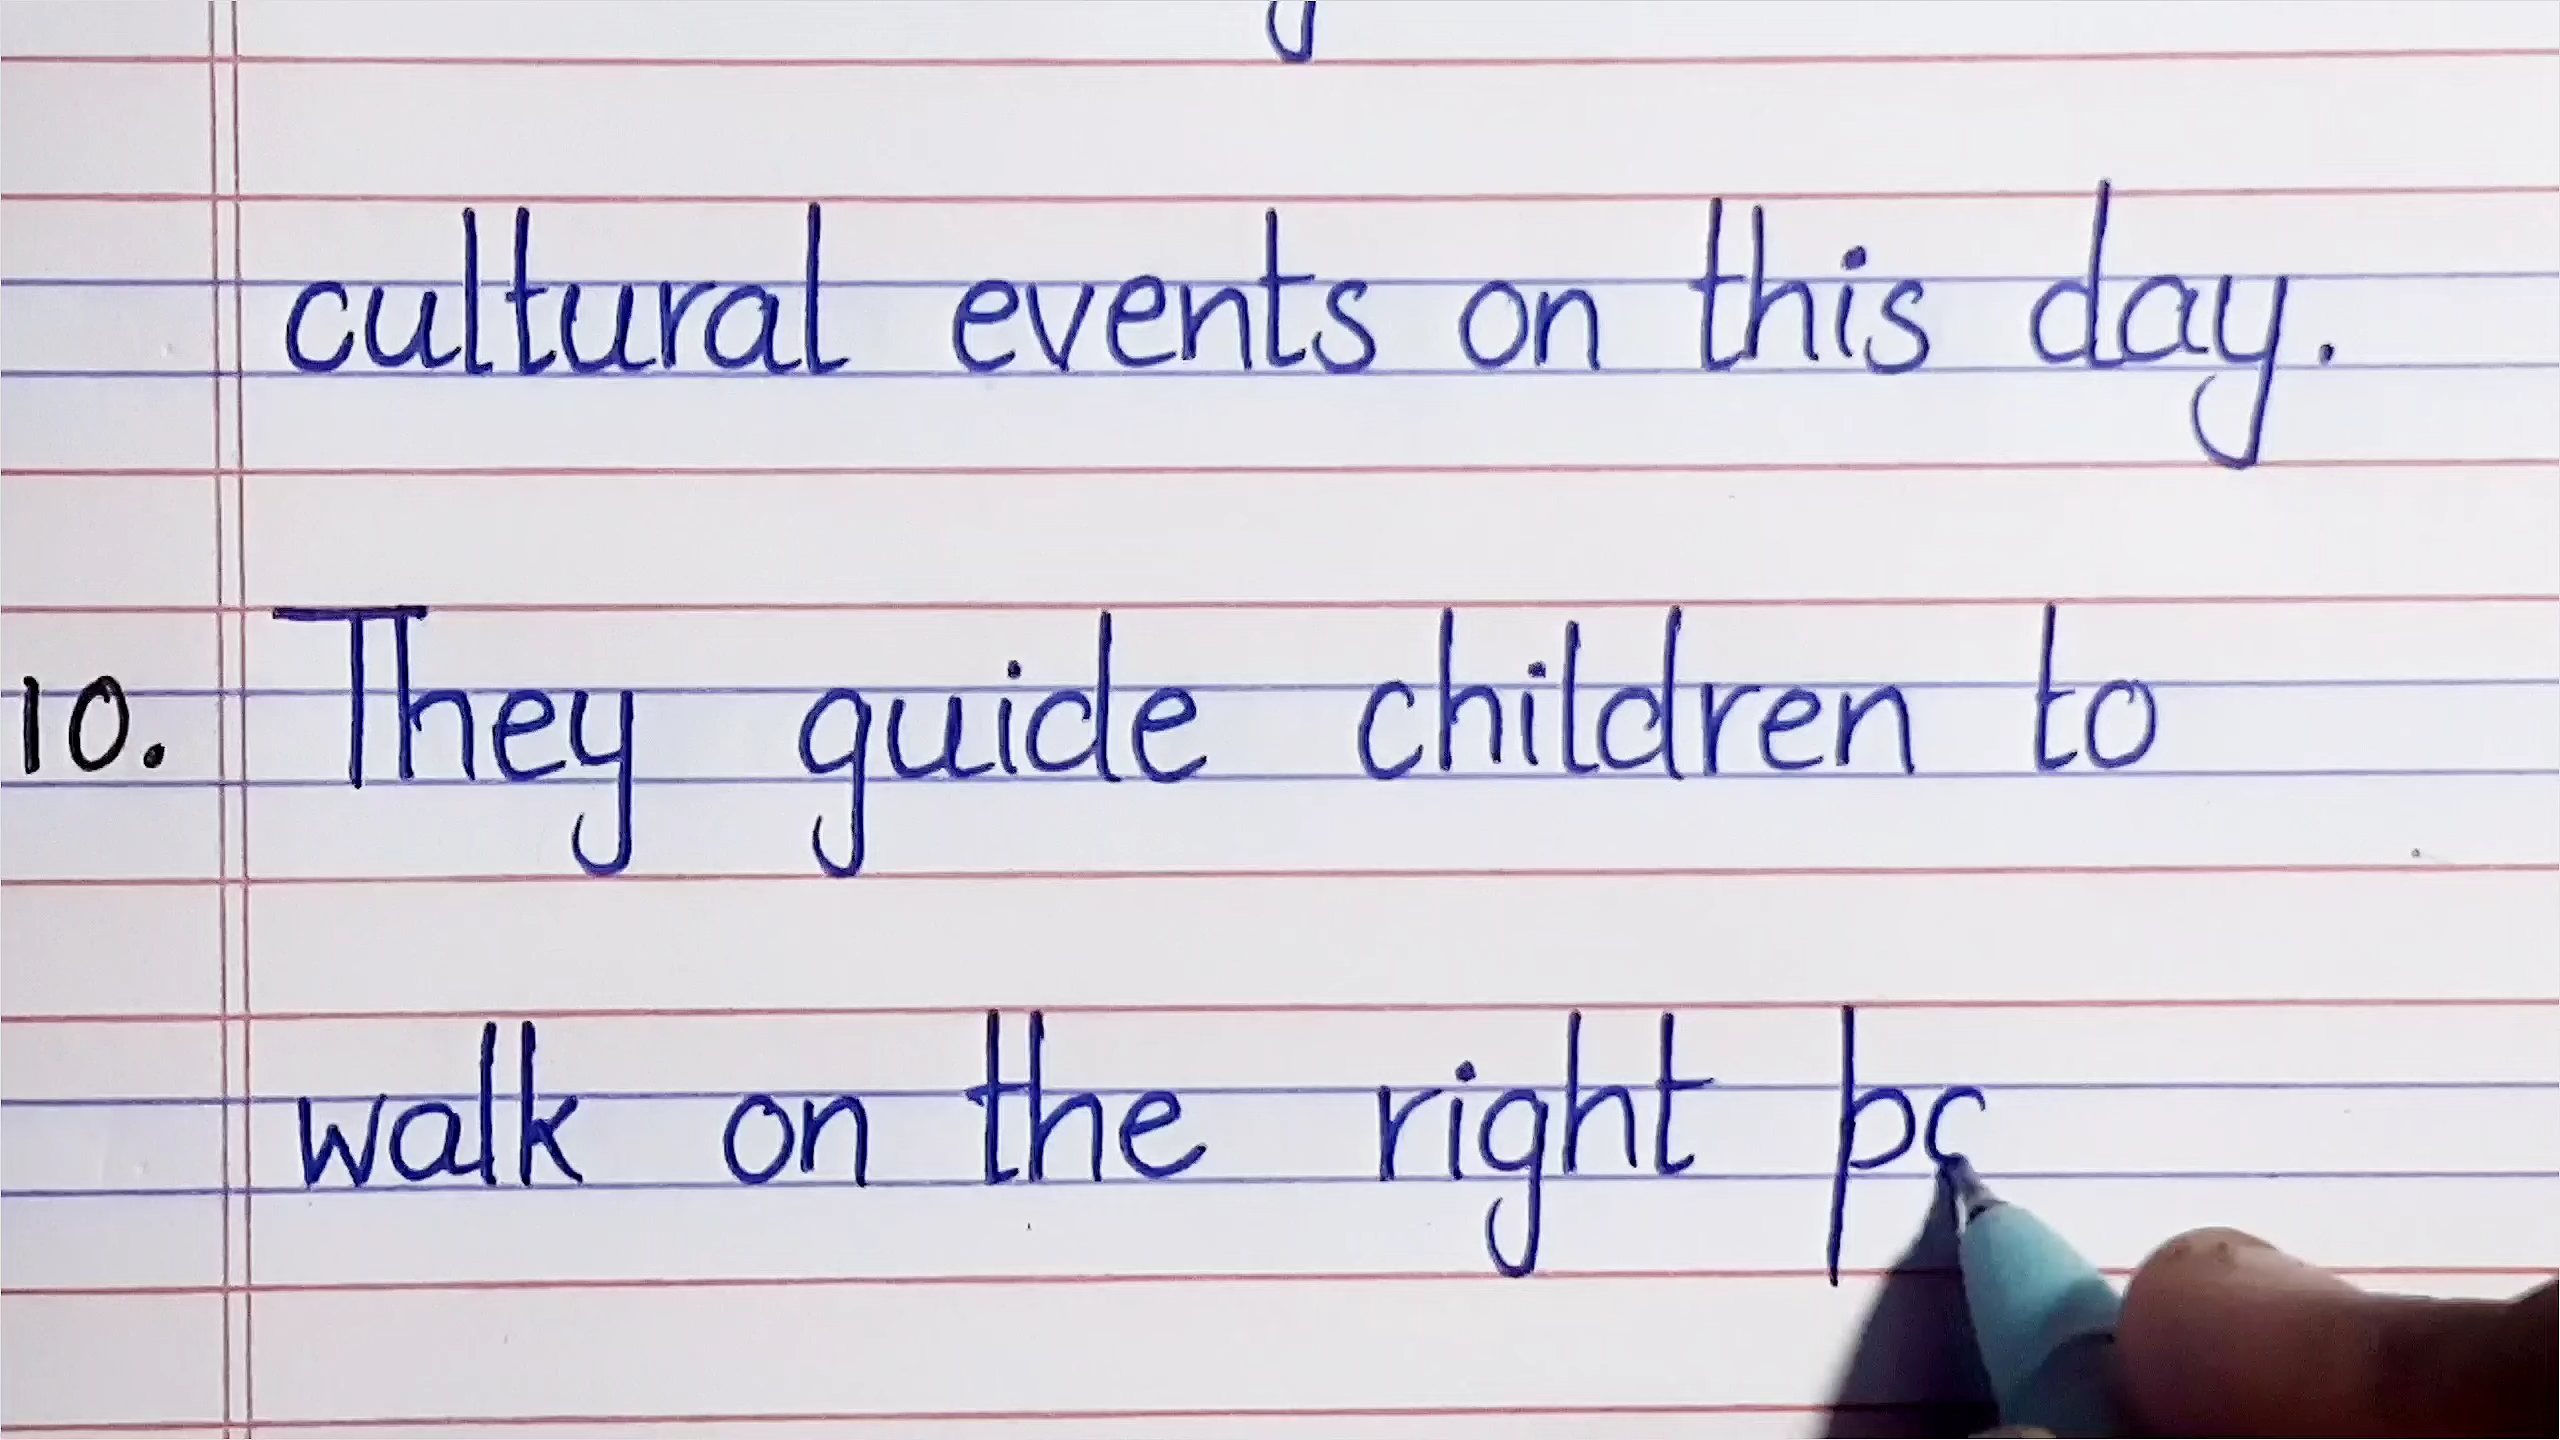 cultural events on this day.
10. They guide children to
walk on the right